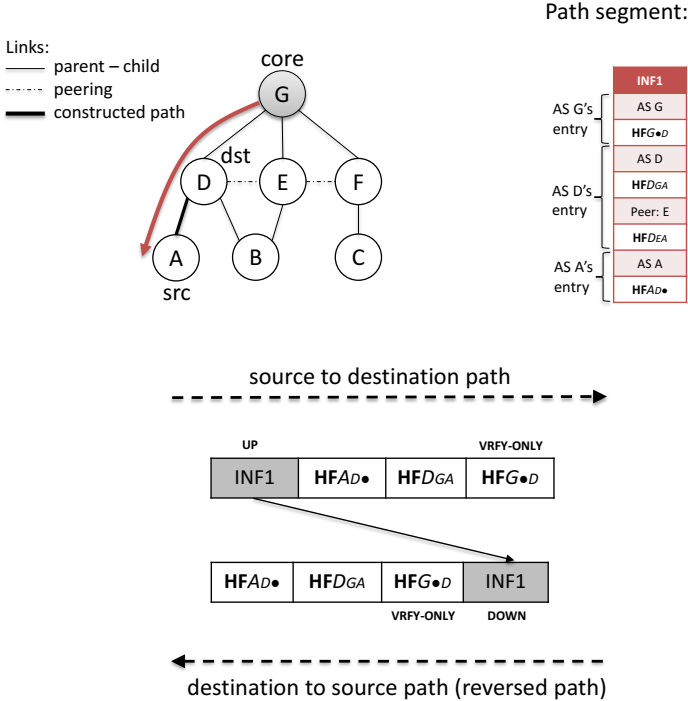 Path segment:
Links:
parent – child
peering
constructed path
core
G
dst
D
E
F
A
B
C
src
INF1
AS G's
entry
AS G
HFG●D
AS D's
entry
AS D
HFDGA
Peer: E
HFDEA
AS A's
entry
AS A
HFAD●
source to destination path
UP
VRFY-ONLY
INF1 HFAD● HFDGA HFG●D
HFAD● HFDGA HFG●D INF1
VRFY-ONLY DOWN
destination to source path (reversed path)